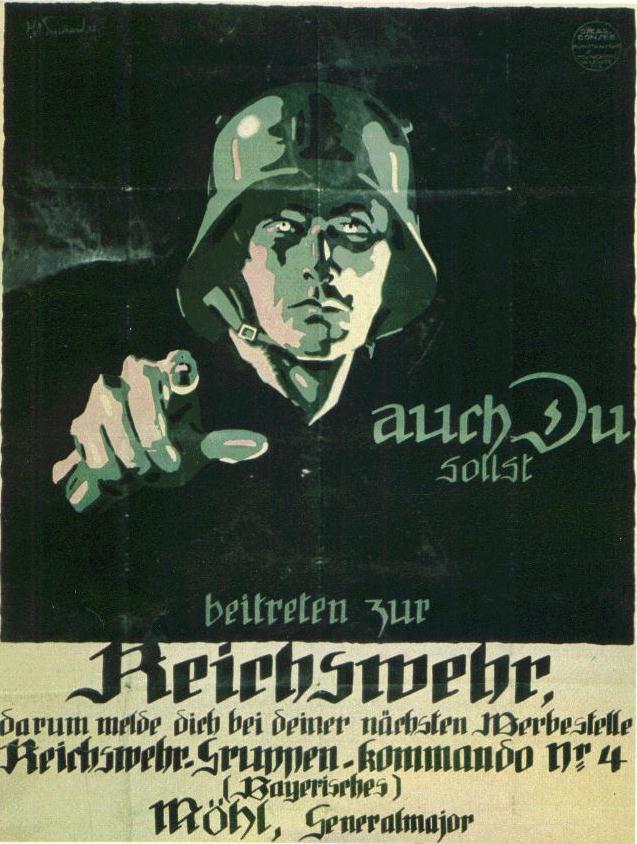 auch Du
sollst
beitreten zur
Reichswehr,
darum melde dich bei deiner nächsten Werbestelle
Reichswehr-Gruppen-kommando Nr 4
(Bayerisches)
Möhl, Generalmajor